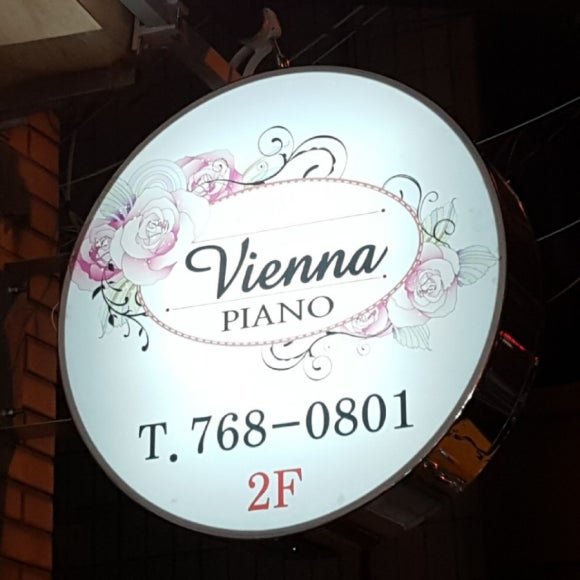 Vienna
PIANO
T. 768-0801
2F